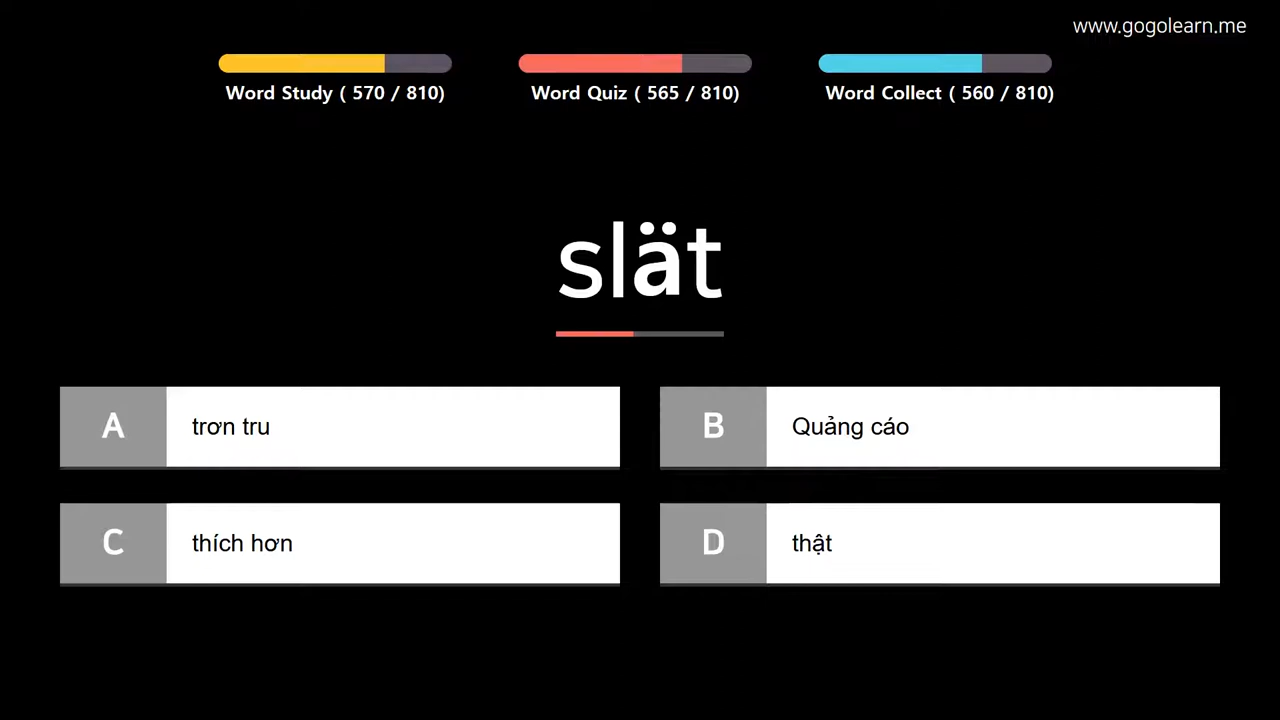 www.gogolearn.me
Word Study ( 570 / 810)
Word Quiz ( 565 / 810)
Word Collect ( 560 / 810)
slät
A trơn tru
B Quảng cáo
C thích hơn
D thật